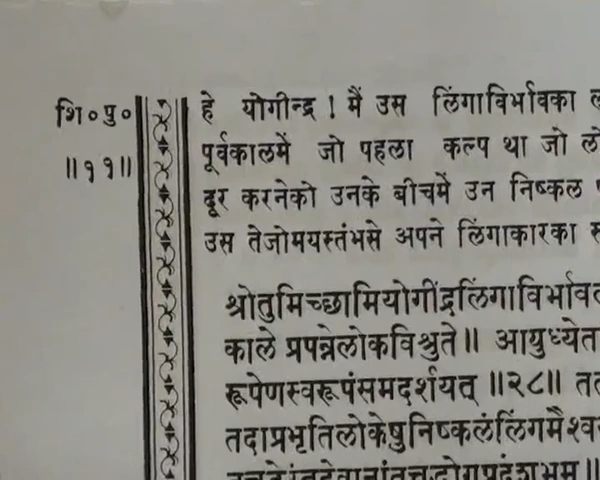 शि०पु०
॥११॥
हे योगीन्द्र ! मैं उस लिंगाविर्भावका
पूर्वकालमें जो पहला कल्प था जो
दूर करनेको उनके बीचमें उन निष्कल
उस तेजोमयस्तंभसे अपने लिंगाकारका
श्रोतुमिच्छामियोगींद्रलिंगाविर्भाव
काले प्रपन्नेलोकविश्रुते॥ आयुध्येता
रूपेणस्वरूपंसमदर्शयत् ॥२८॥
तदाप्रभृतिलोकेषुनिष्कलंलिंगमैश्व